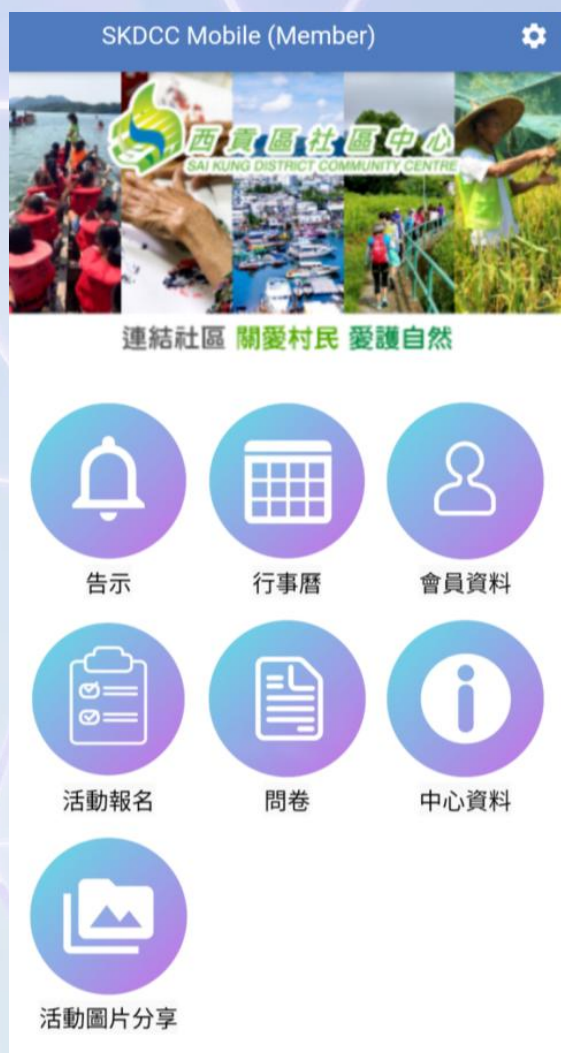 SKDCC Mobile (Member)
西貢區社區中心
SAI KUNG DISTRICT COMMUNITY CENTRE
連結社區 關愛村民 愛護自然
告示
行事曆
會員資料
活動報名
問卷
中心資料
活動圖片分享